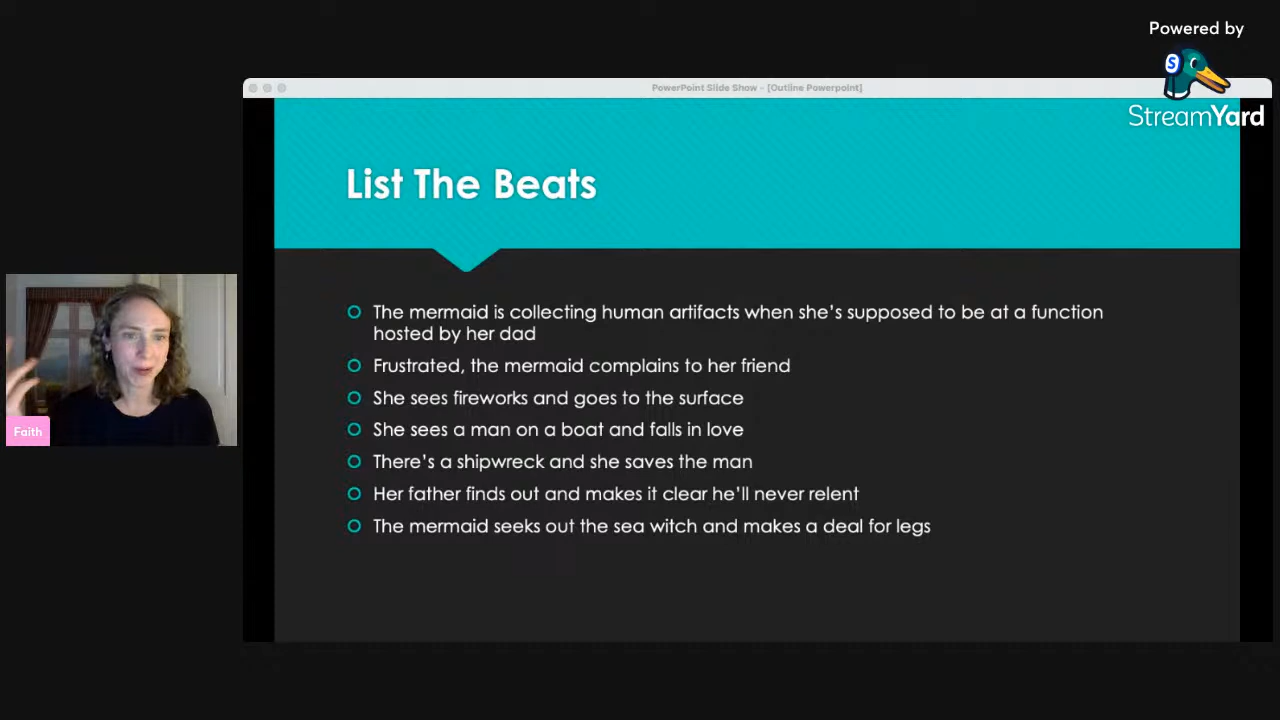 Powered by
S
StreamYard
PowerPoint Slide Show - [Outline Powerpoint]
List The Beats
The mermaid is collecting human artifacts when she's supposed to be at a function
hosted by her dad
Frustrated, the mermaid complains to her friend
She sees fireworks and goes to the surface
She sees a man on a boat and falls in love
There's a shipwreck and she saves the man
Her father finds out and makes it clear he'll never relent
The mermaid seeks out the sea witch and makes a deal for legs
Faith